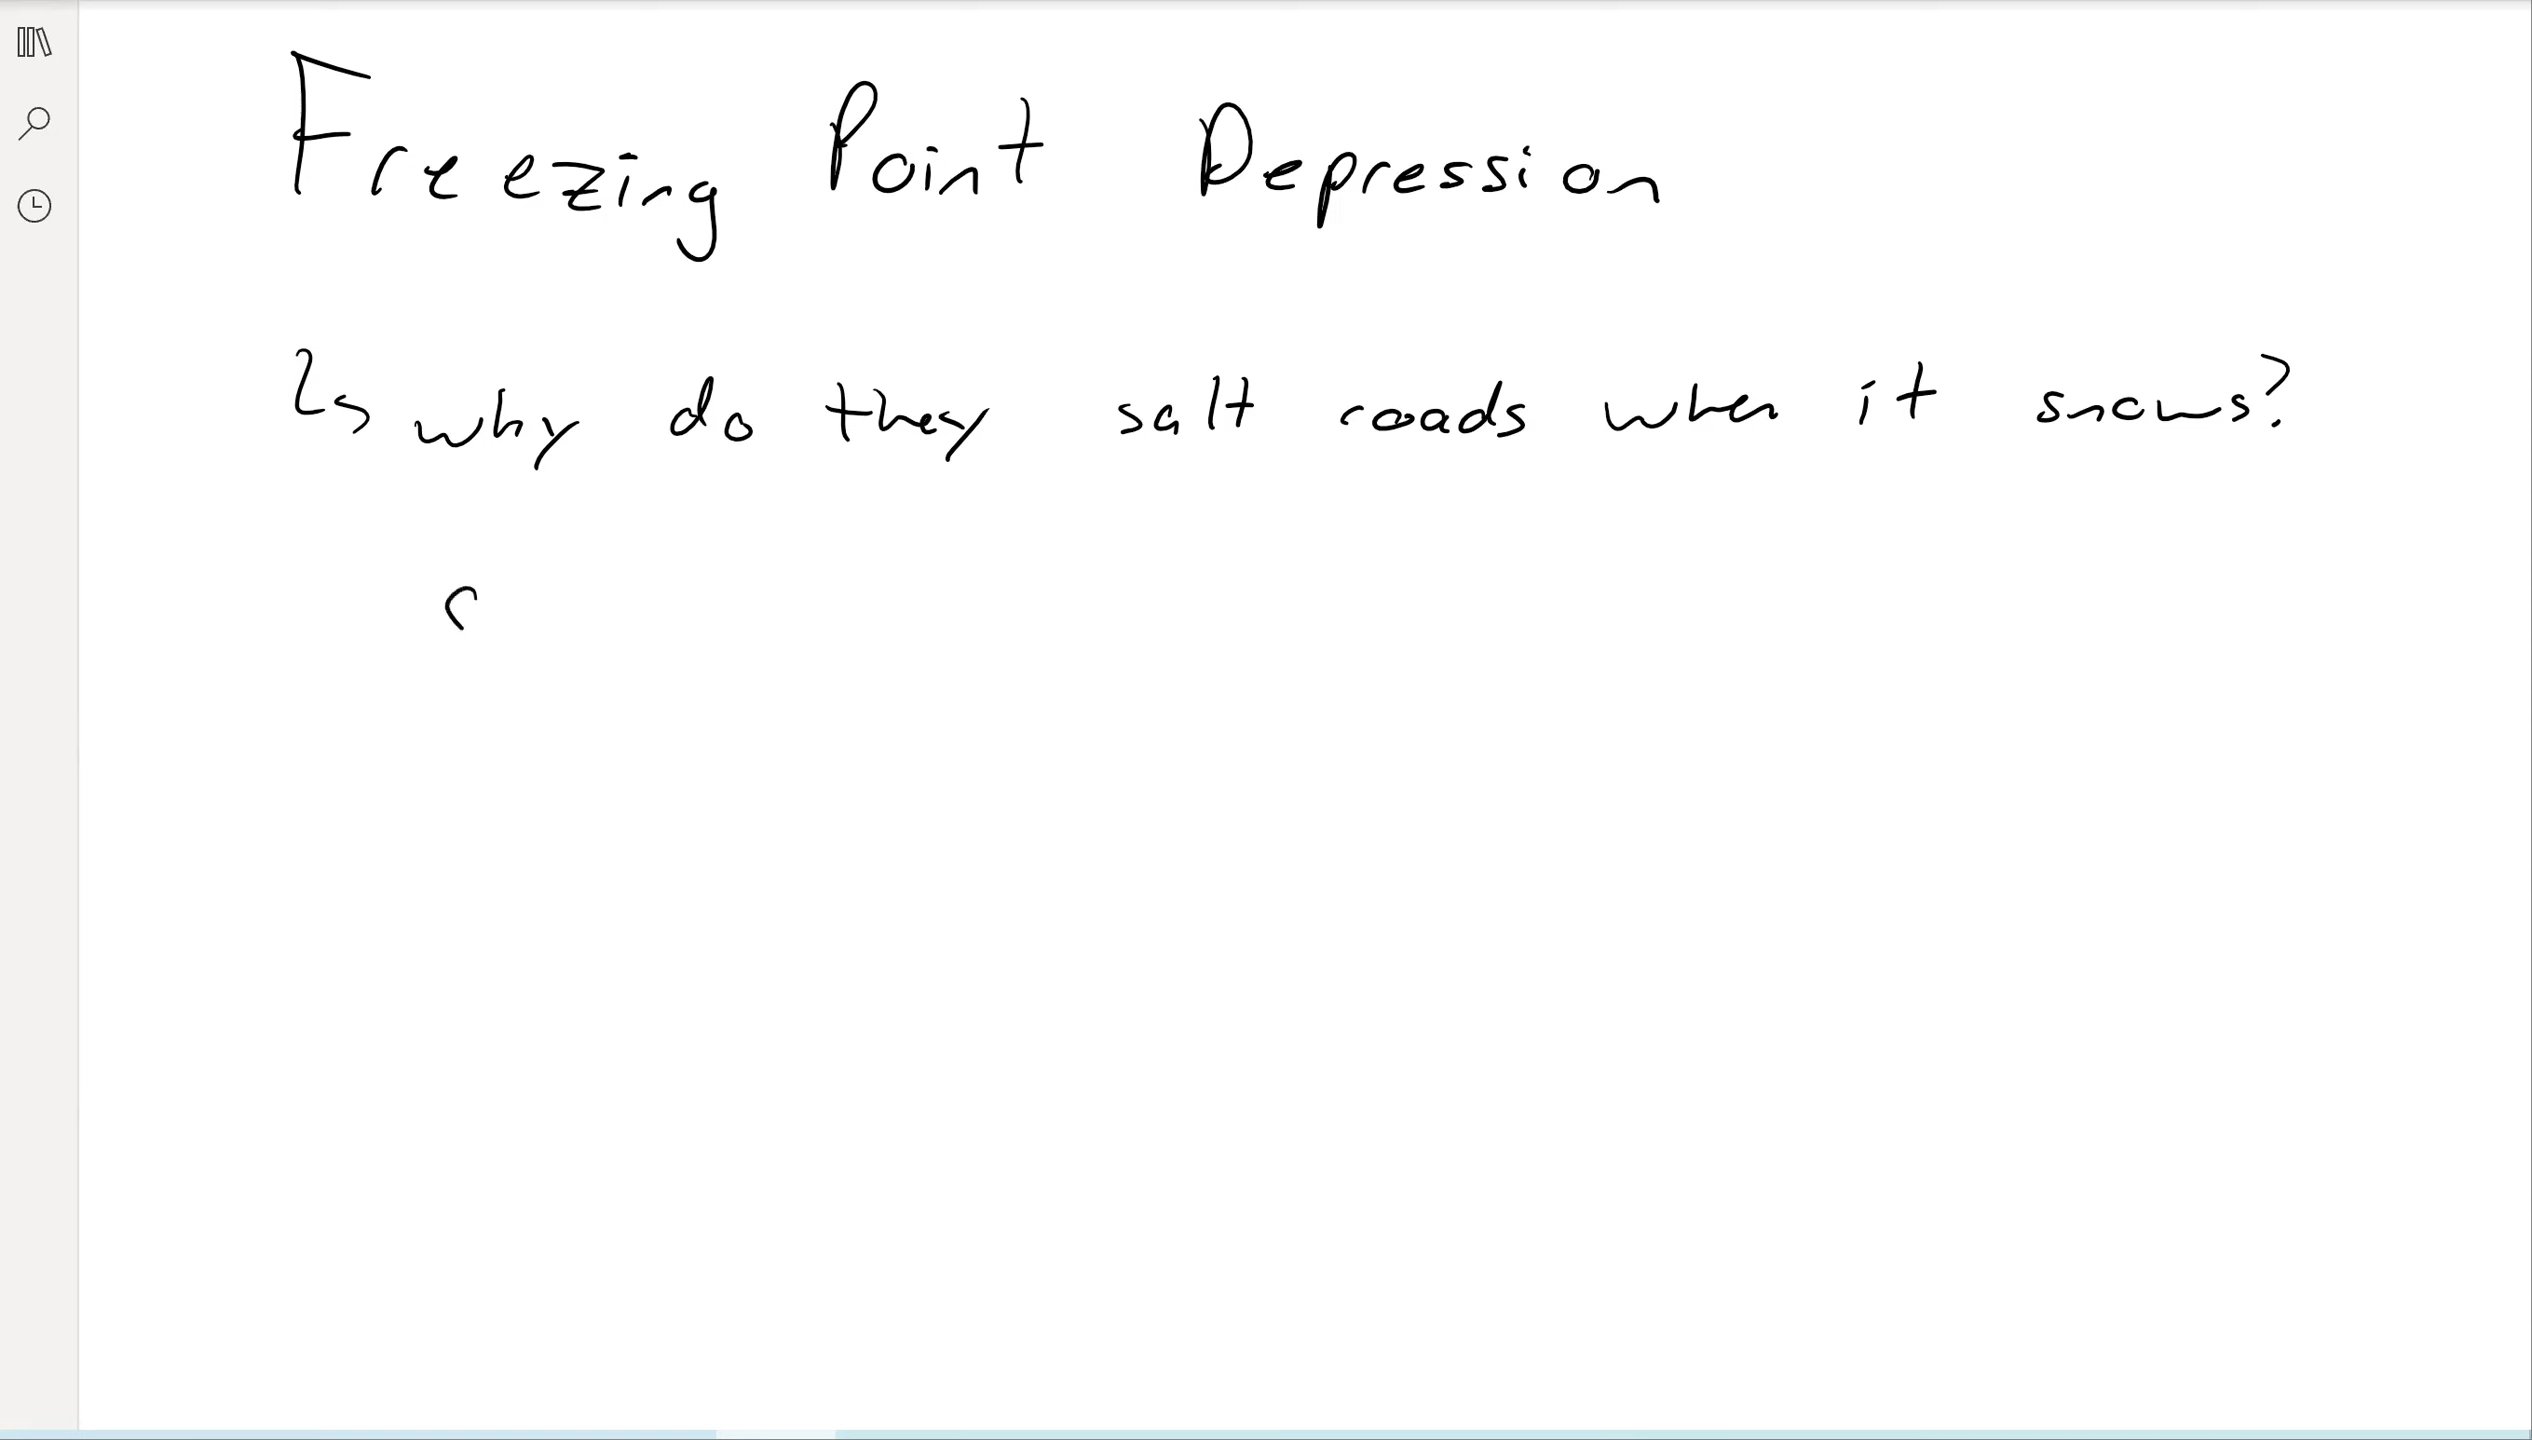 Freezing Point Depression
↳ why do they salt roads when it snows?